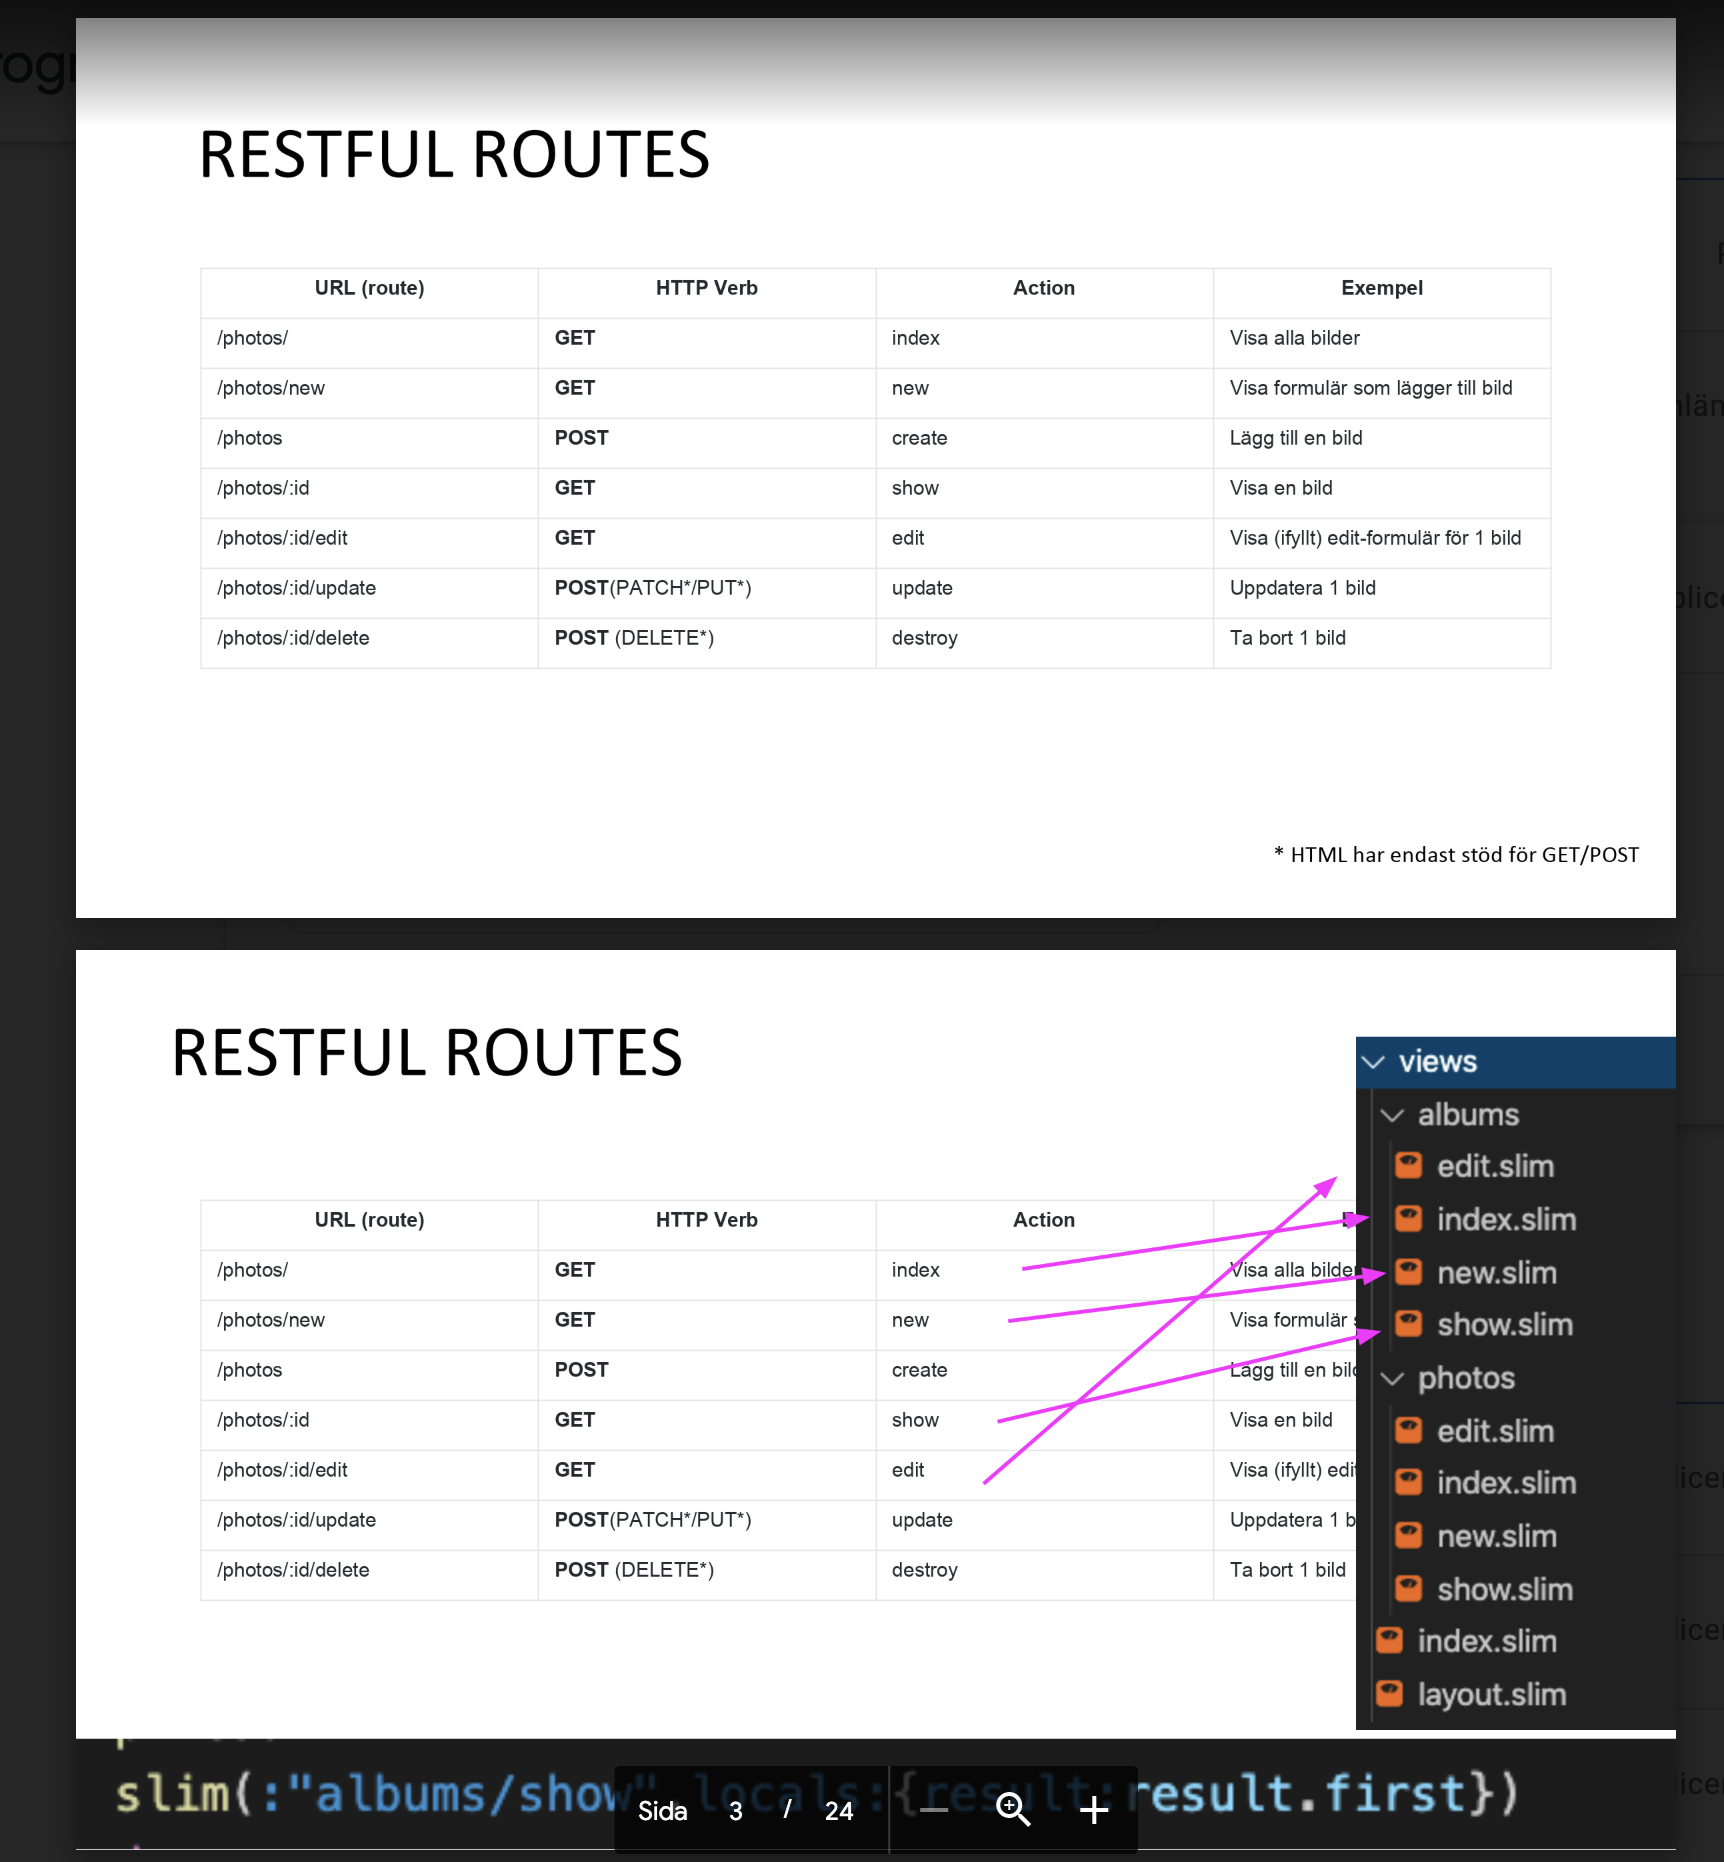 RESTFUL ROUTES
URL (route) HTTP Verb Action Exempel
/photos/ GET index Visa alla bilder
/photos/new GET new Visa formulär som lägger till bild
/photos POST create Lägg till en bild
/photos/:id GET show Visa en bild
/photos/:id/edit GET edit Visa (ifyllt) edit-formulär för 1 bild
/photos/:id/update POST(PATCH*/PUT*) update Uppdatera 1 bild
/photos/:id/delete POST (DELETE*) destroy Ta bort 1 bild
* HTML har endast stöd för GET/POST
RESTFUL ROUTES
URL (route) HTTP Verb Action
/photos/ GET index Visa alla bilder
/photos/new GET new Visa formulär
/photos POST create Lägg till en bild
/photos/:id GET show Visa en bild
/photos/:id/edit GET edit Visa (ifyllt)
/photos/:id/update POST(PATCH*/PUT*) update Uppdatera 1
/photos/:id/delete POST (DELETE*) destroy Ta bort 1 bild
views
albums
edit.slim
index.slim
new.slim
show.slim
photos
edit.slim
index.slim
new.slim
show.slim
index.slim
layout.slim
slim(:"albums/show",locals:{result:result.first})
Sida 3 / 24